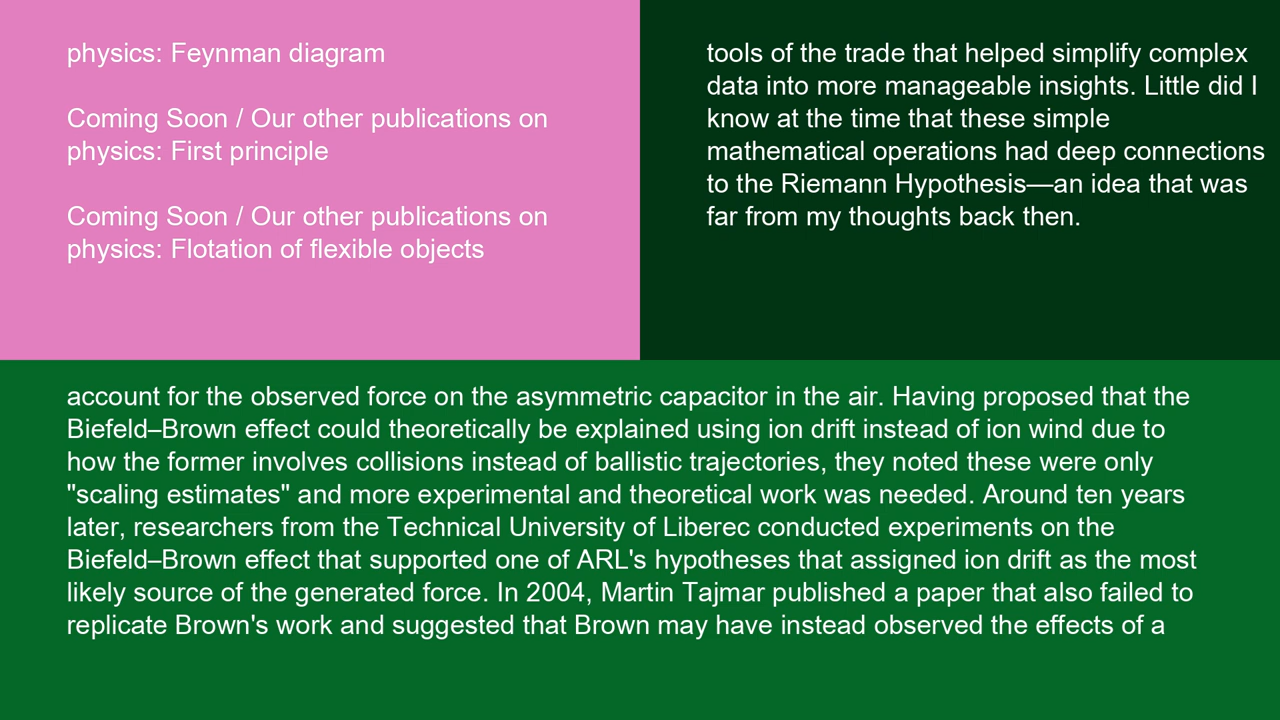 physics: Feynman diagram
Coming Soon / Our other publications on
physics: First principle
Coming Soon / Our other publications on
physics: Flotation of flexible objects
tools of the trade that helped simplify complex
data into more manageable insights. Little did I
know at the time that these simple
mathematical operations had deep connections
to the Riemann Hypothesis—an idea that was
far from my thoughts back then.
account for the observed force on the asymmetric capacitor in the air. Having proposed that the
Biefeld–Brown effect could theoretically be explained using ion drift instead of ion wind due to
how the former involves collisions instead of ballistic trajectories, they noted these were only
"scaling estimates" and more experimental and theoretical work was needed. Around ten years
later, researchers from the Technical University of Liberec conducted experiments on the
Biefeld–Brown effect that supported one of ARL's hypotheses that assigned ion drift as the most
likely source of the generated force. In 2004, Martin Tajmar published a paper that also failed to
replicate Brown's work and suggested that Brown may have instead observed the effects of a